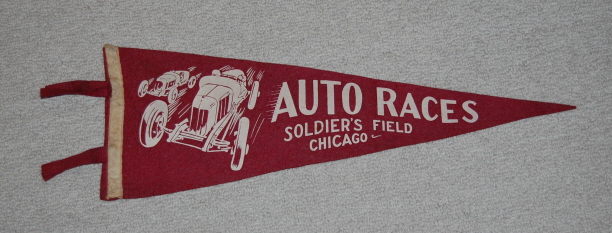 AUTO RACES
SOLDIER'S FIELD
CHICAGO